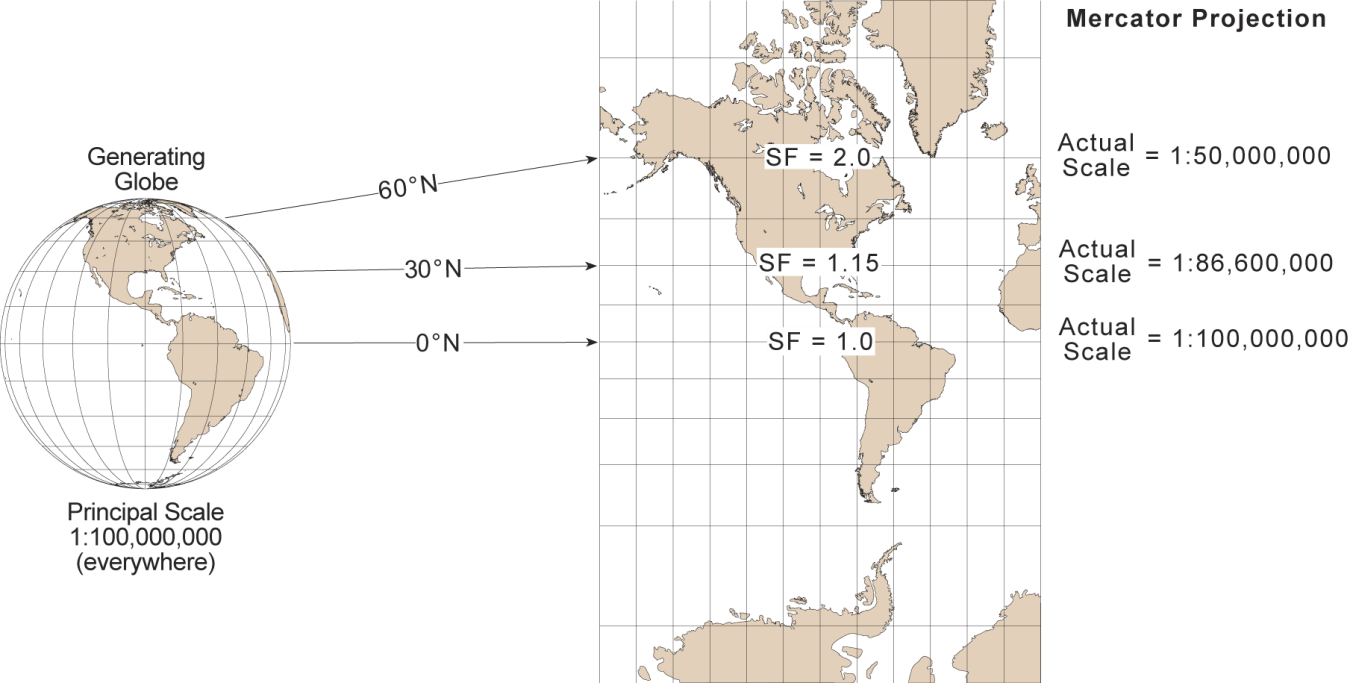 Mercator Projection
Generating
Globe
60°N
30°N
0°N
Principal Scale
1:100,000,000
(everywhere)
SF = 2.0
SF = 1.15
SF = 1.0
Actual
Scale = 1:50,000,000
Actual
Scale = 1:86,600,000
Actual
Scale = 1:100,000,000